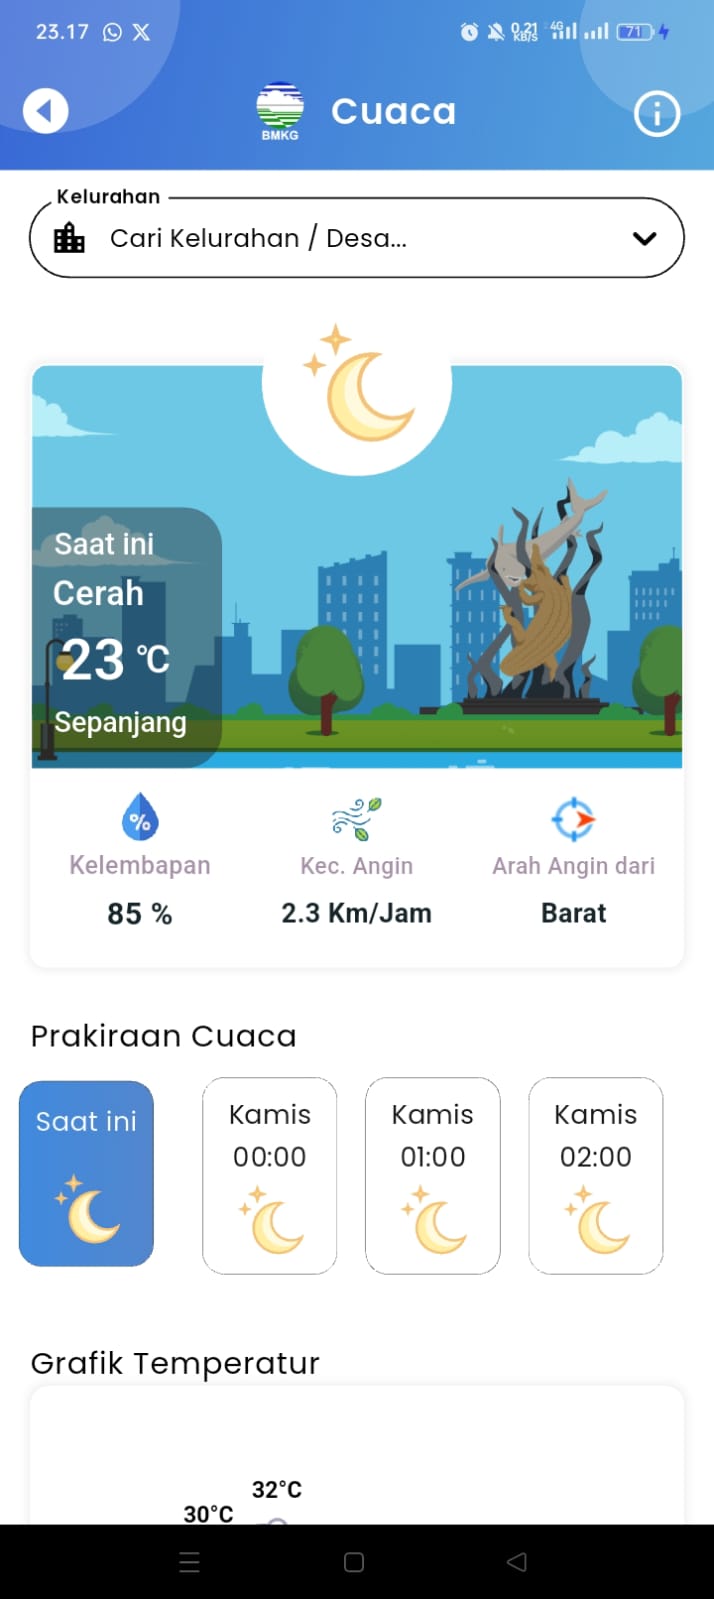 23.17
0.21 KB/S 4G 71
BMKG
Cuaca
Kelurahan
Cari Kelurahan / Desa...
Saat ini
Cerah
23 °C
Sepanjang
%
Kelembapan
Kec. Angin
Arah Angin dari
85 %
2.3 Km/Jam
Barat
Prakiraan Cuaca
Saat ini
Kamis
00:00
Kamis
01:00
Kamis
02:00
Grafik Temperatur
32°C
30°C